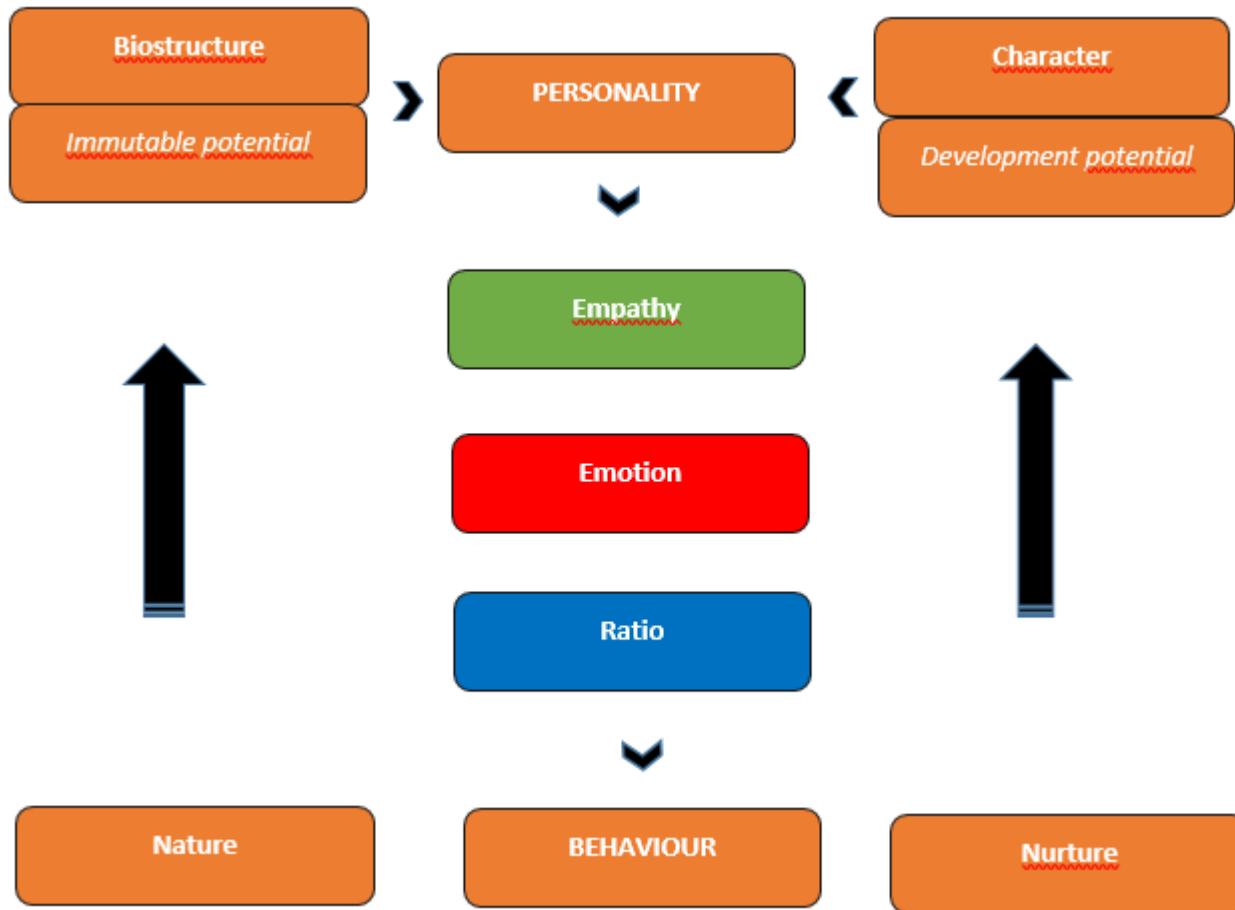 Biostructure
Immutable potential
PERSONALITY
Character
Development potential
Empathy
Emotion
Ratio
Nature
BEHAVIOUR
Nurture